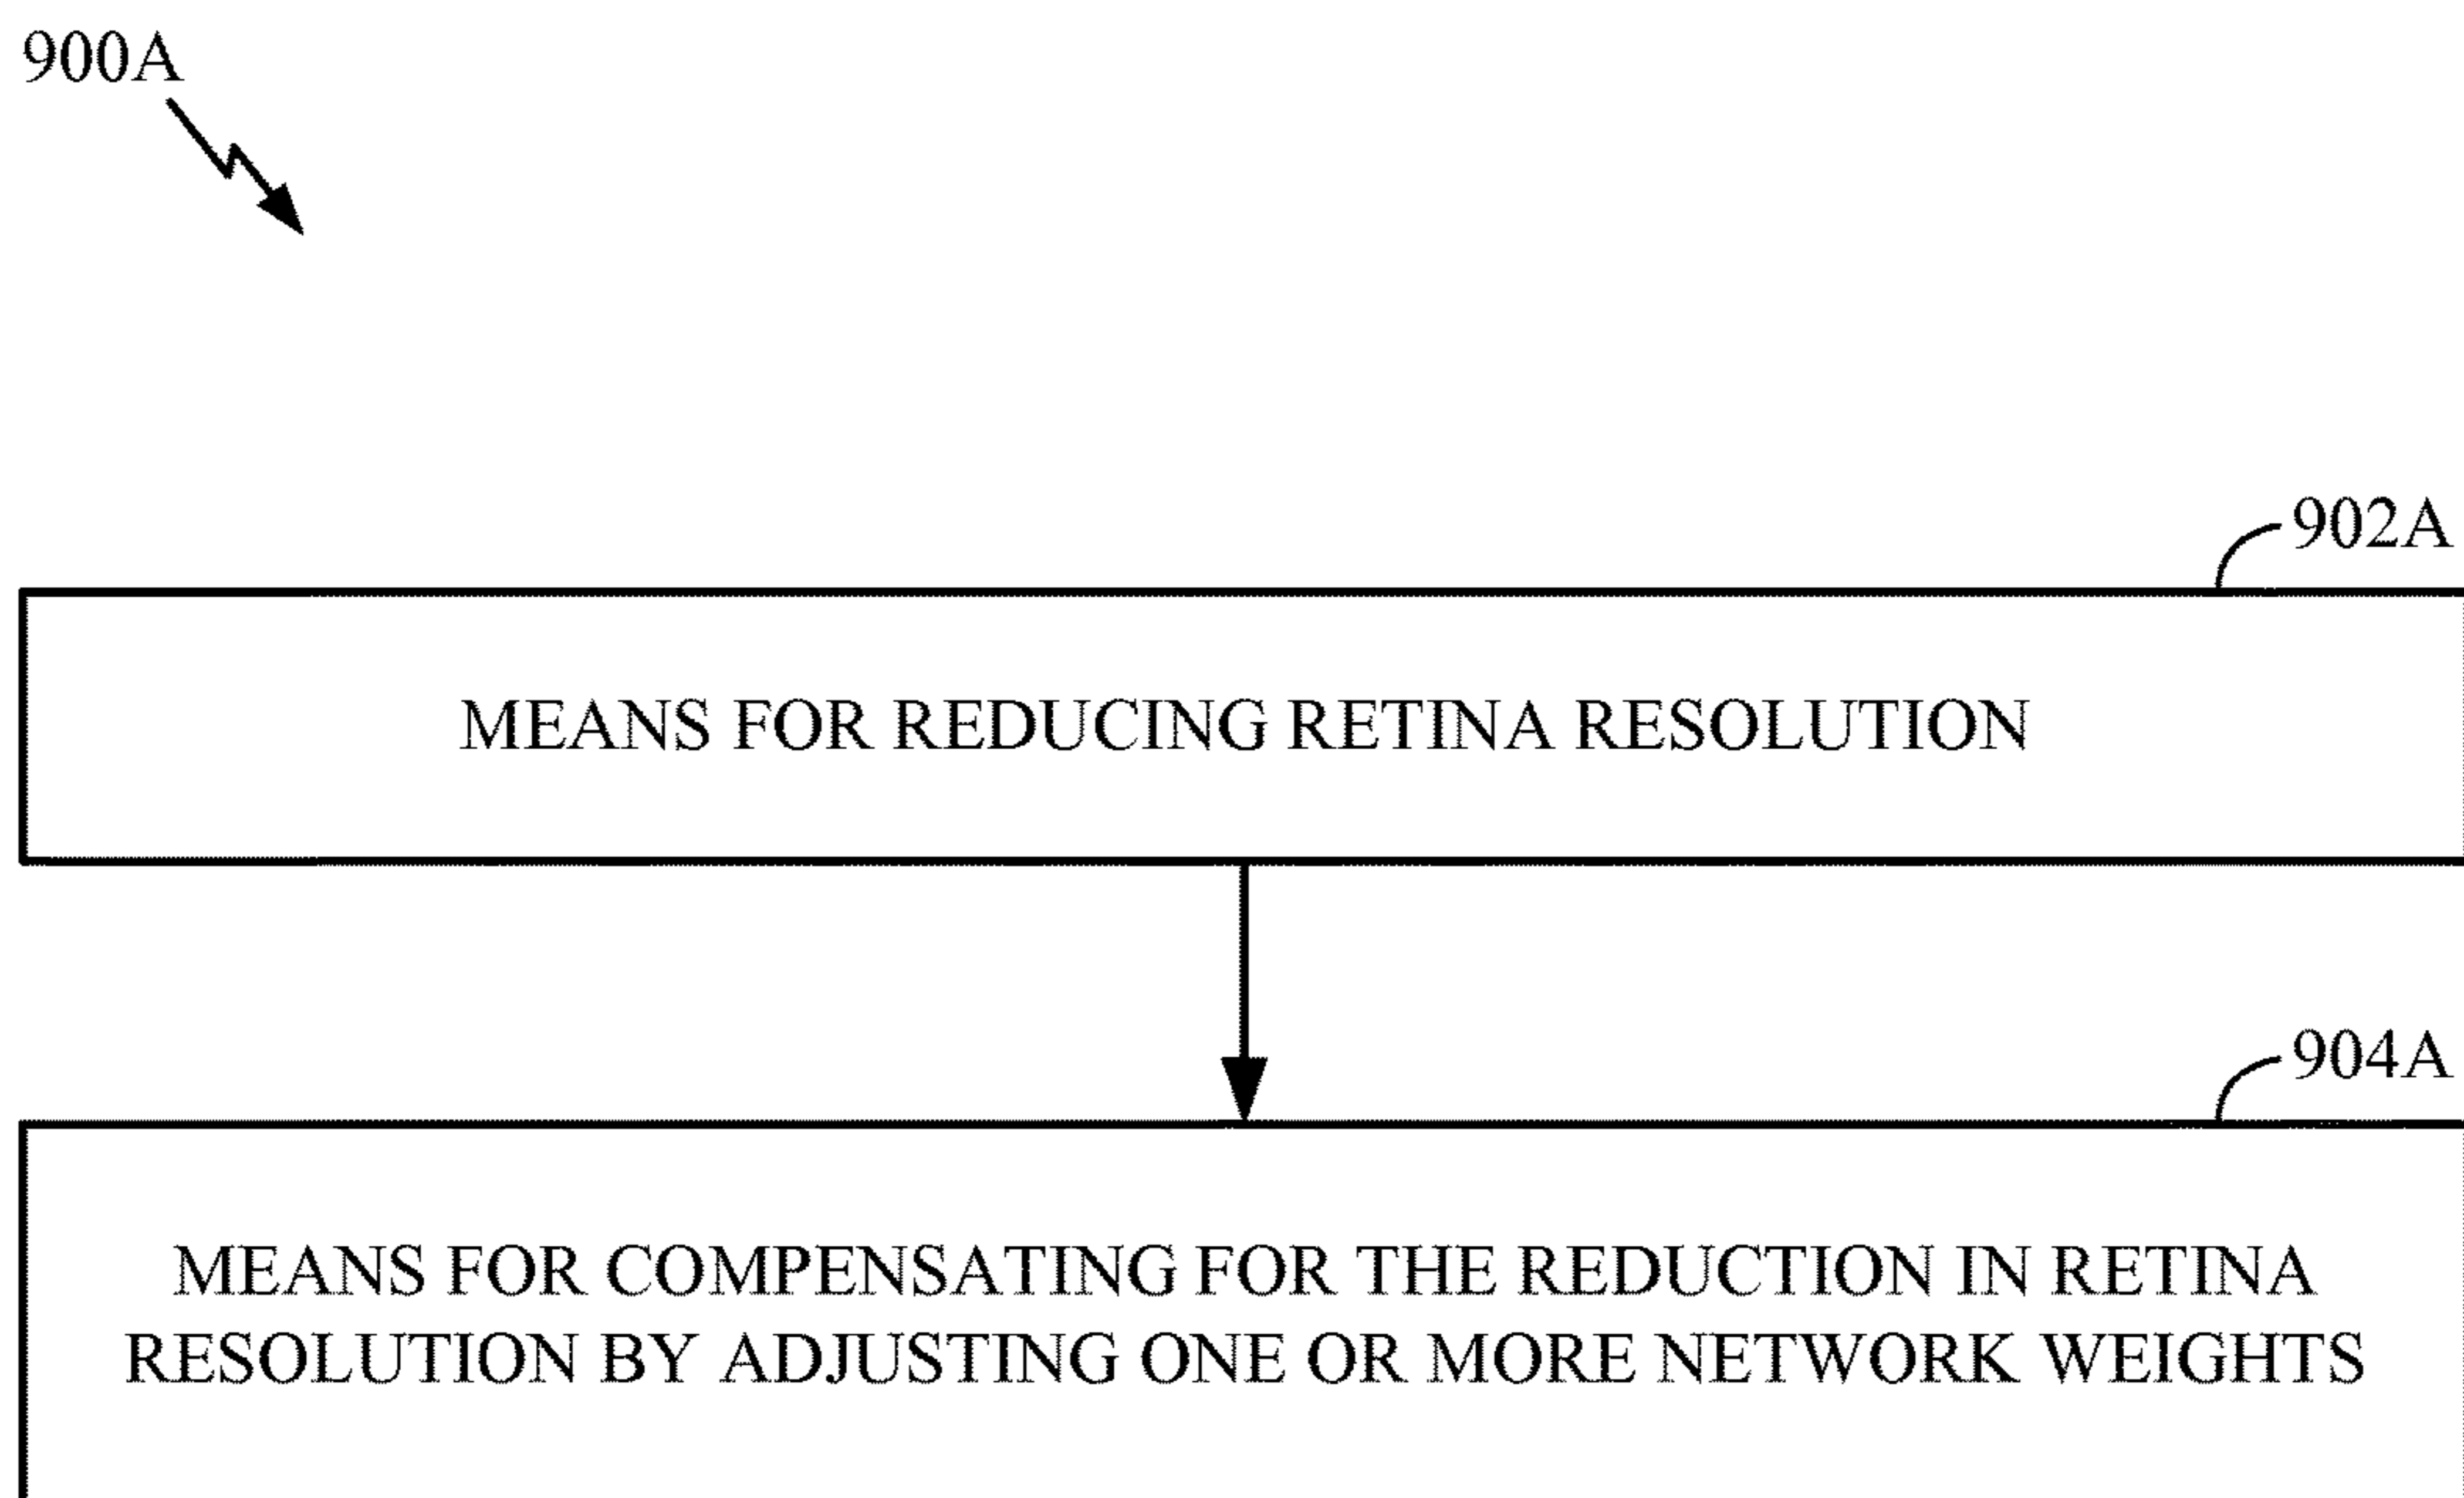 900A
902A
MEANS FOR REDUCING RETINA RESOLUTION
904A
MEANS FOR COMPENSATING FOR THE REDUCTION IN RETINA
RESOLUTION BY ADJUSTING ONE OR MORE NETWORK WEIGHTS